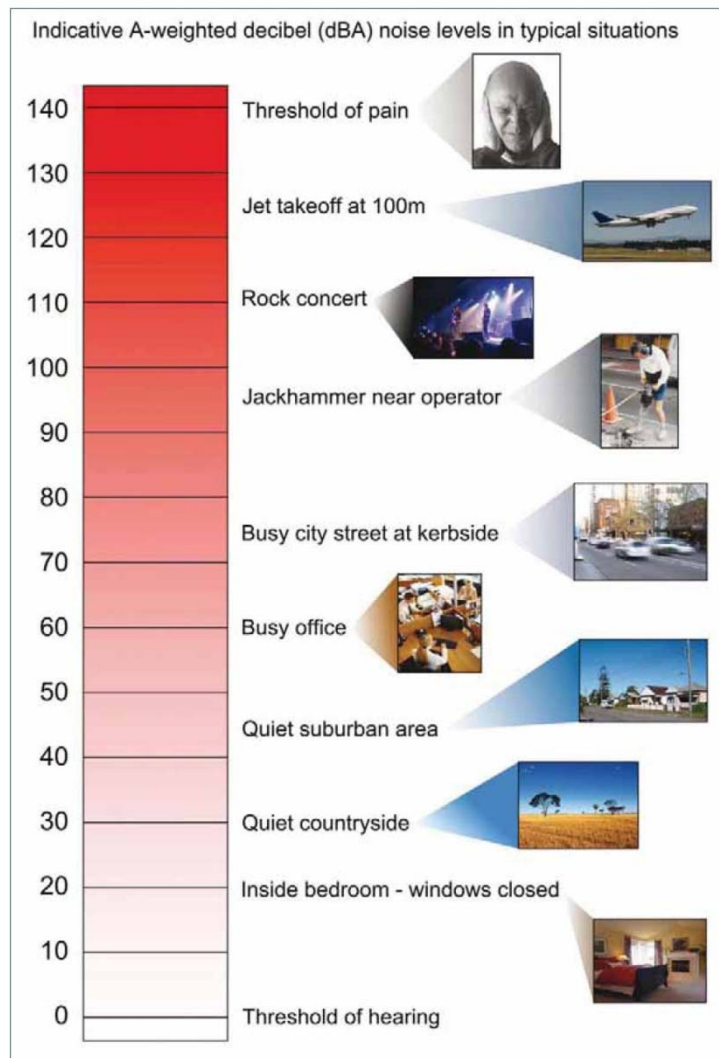 Indicative A-weighted decibel (dBA) noise levels in typical situations
140
Threshold of pain
130
Jet takeoff at 100m
120
110
Rock concert
100
Jackhammer near operator
90
80
Busy city street at kerbside
70
60
Busy office
50
Quiet suburban area
40
30
Quiet countryside
20
Inside bedroom - windows closed
10
0
Threshold of hearing